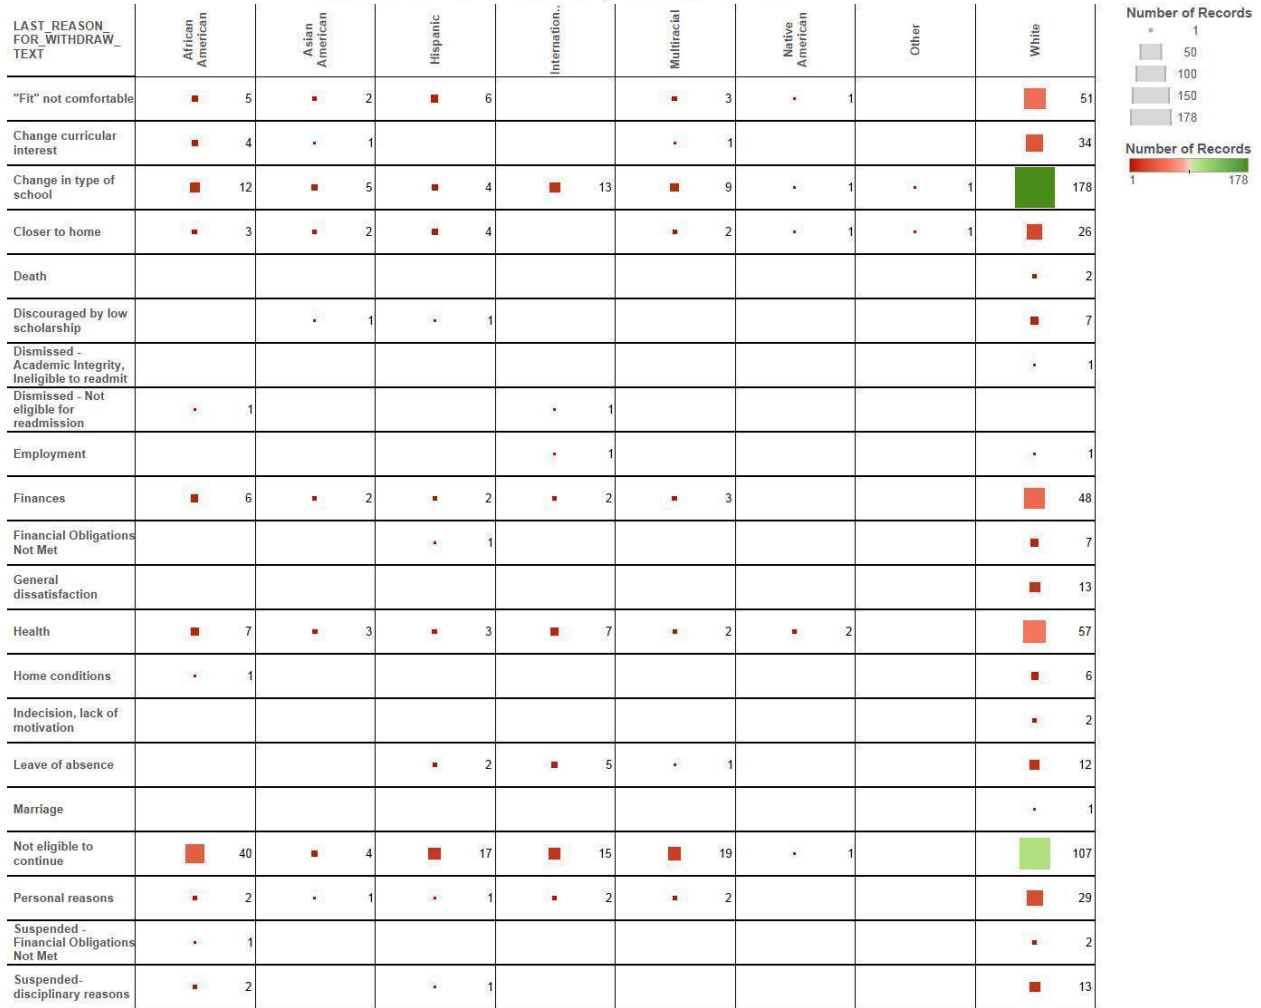 LAST_REASON_
FOR_WITHDRAW_
TEXT
African
American
Asian
American
Hispanic
Internation..
Multiracial
Native
American
Other
White
"Fit" not comfortable 5 2 6 3 1 51
Change curricular
interest 4 1 1 34
Change in type of
school 12 5 4 13 9 1 1 178
Closer to home 3 2 4 2 1 1 26
Death 2
Discouraged by low
scholarship 1 1 7
Dismissed -
Academic Integrity,
Ineligible to readmit 1
Dismissed - Not
eligible for
readmission 1 1
Employment 1 1
Finances 6 2 2 2 3 48
Financial Obligations
Not Met 1 7
General
dissatisfaction 13
Health 7 3 3 7 2 2 57
Home conditions 1 6
Indecision, lack of
motivation 2
Leave of absence 2 5 1 12
Marriage 1
Not eligible to
continue 40 4 17 15 19 1 107
Personal reasons 2 1 1 2 2 29
Suspended -
Financial Obligations
Not Met 1 2
Suspended-
disciplinary reasons 2 1 13
Number of Records
1
50
100
150
178
Number of Records
1 178